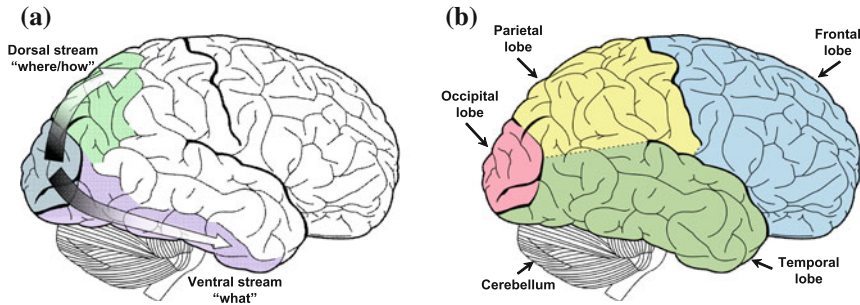 (a)
Dorsal stream
"where/how"
Ventral stream
"what"
(b)
Parietal
lobe
Frontal
lobe
Occipital
lobe
Cerebellum
Temporal
lobe